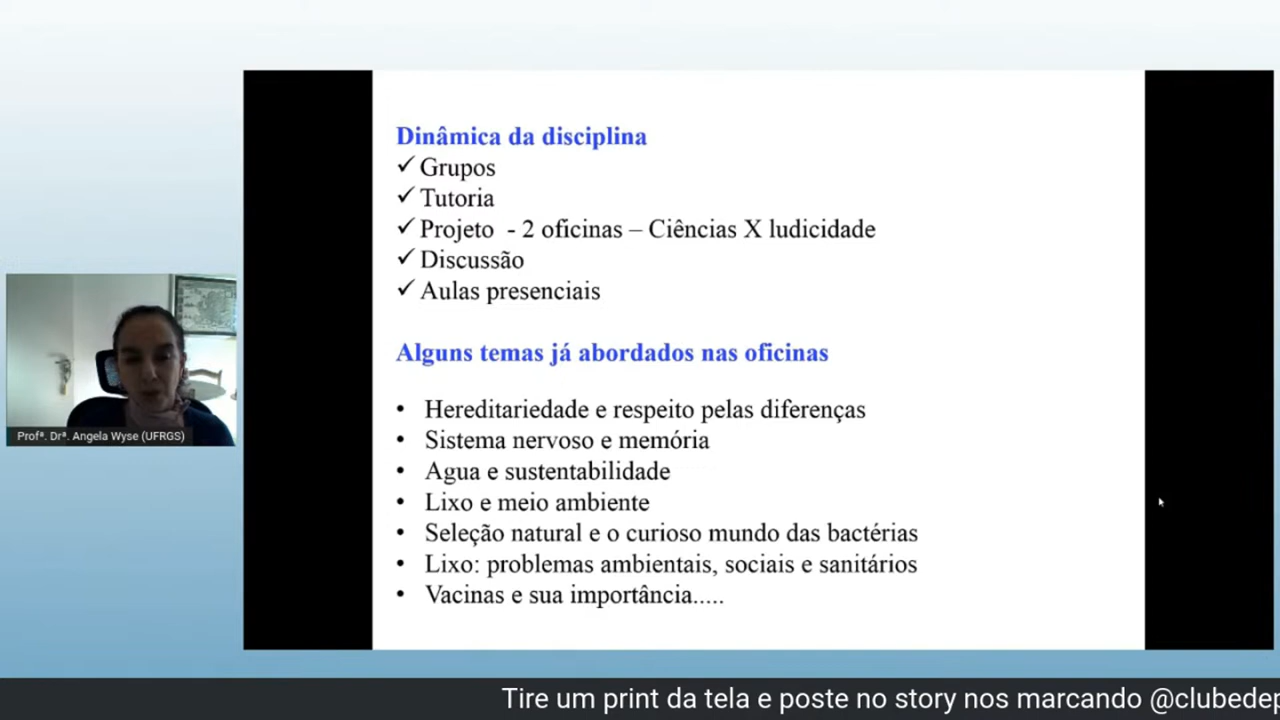 Dinâmica da disciplina
✓ Grupos
✓ Tutoria
✓ Projeto - 2 oficinas – Ciências X ludicidade
✓ Discussão
✓ Aulas presenciais
Alguns temas já abordados nas oficinas
• Hereditariedade e respeito pelas diferenças
• Sistema nervoso e memória
• Agua e sustentabilidade
• Lixo e meio ambiente
• Seleção natural e o curioso mundo das bactérias
• Lixo: problemas ambientais, sociais e sanitários
• Vacinas e sua importância.....
Profª. Drª. Angela Wyse (UFRGS)
Tire um print da tela e poste no story nos marcando